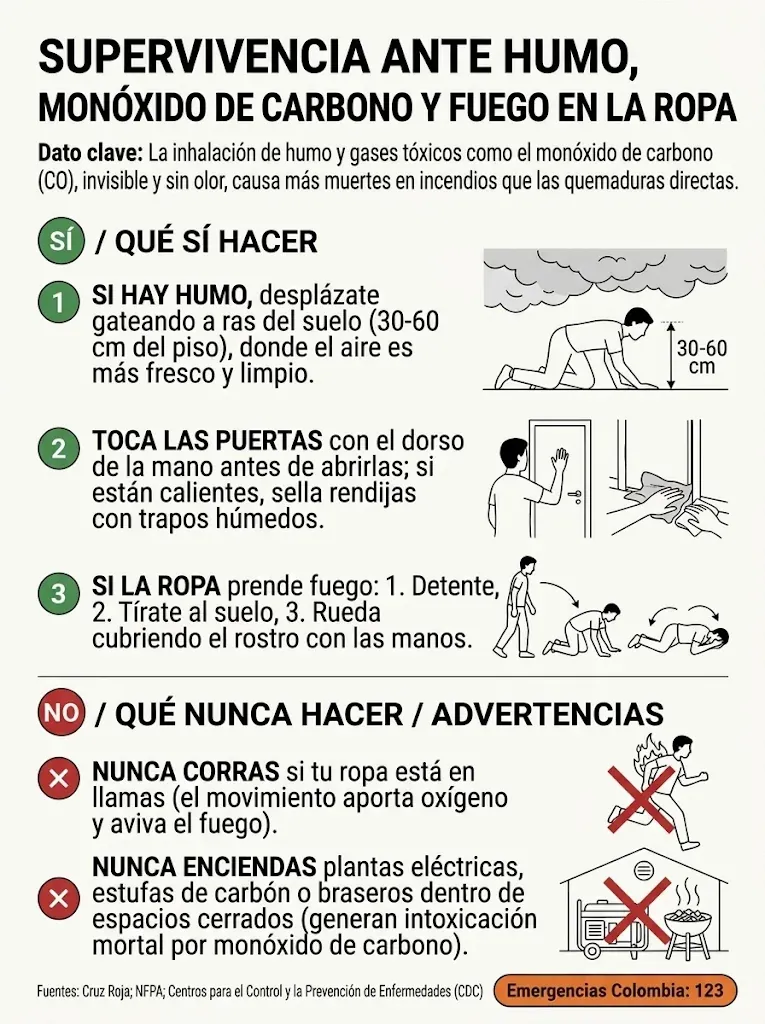 SUPERVIVENCIA ANTE HUMO,
MONÓXIDO DE CARBONO Y FUEGO EN LA ROPA
Dato clave: La inhalación de humo y gases tóxicos como el monóxido de carbono
(CO), invisible y sin olor, causa más muertes en incendios que las quemaduras directas.
SÍ / QUÉ SÍ HACER
1 SI HAY HUMO, desplázate
gateando a ras del suelo (30-60
cm del piso), donde el aire es
más fresco y limpio.
30-60
cm
2 TOCA LAS PUERTAS con el dorso
de la mano antes de abrirlas; si
están calientes, sella rendijas
con trapos húmedos.
3 SI LA ROPA prende fuego: 1. Detente,
2. Tírate al suelo, 3. Rueda
cubriendo el rostro con las manos.
NO / QUÉ NUNCA HACER / ADVERTENCIAS
NUNCA CORRAS si tu ropa está en
llamas (el movimiento aporta oxígeno
y aviva el fuego).
NUNCA ENCIENDAS plantas eléctricas,
estufas de carbón o braseros dentro de
espacios cerrados (generan intoxicación
mortal por monóxido de carbono).
Fuentes: Cruz Roja; NFPA; Centros para el Control y la Prevención de Enfermedades (CDC)
Emergencias Colombia: 123